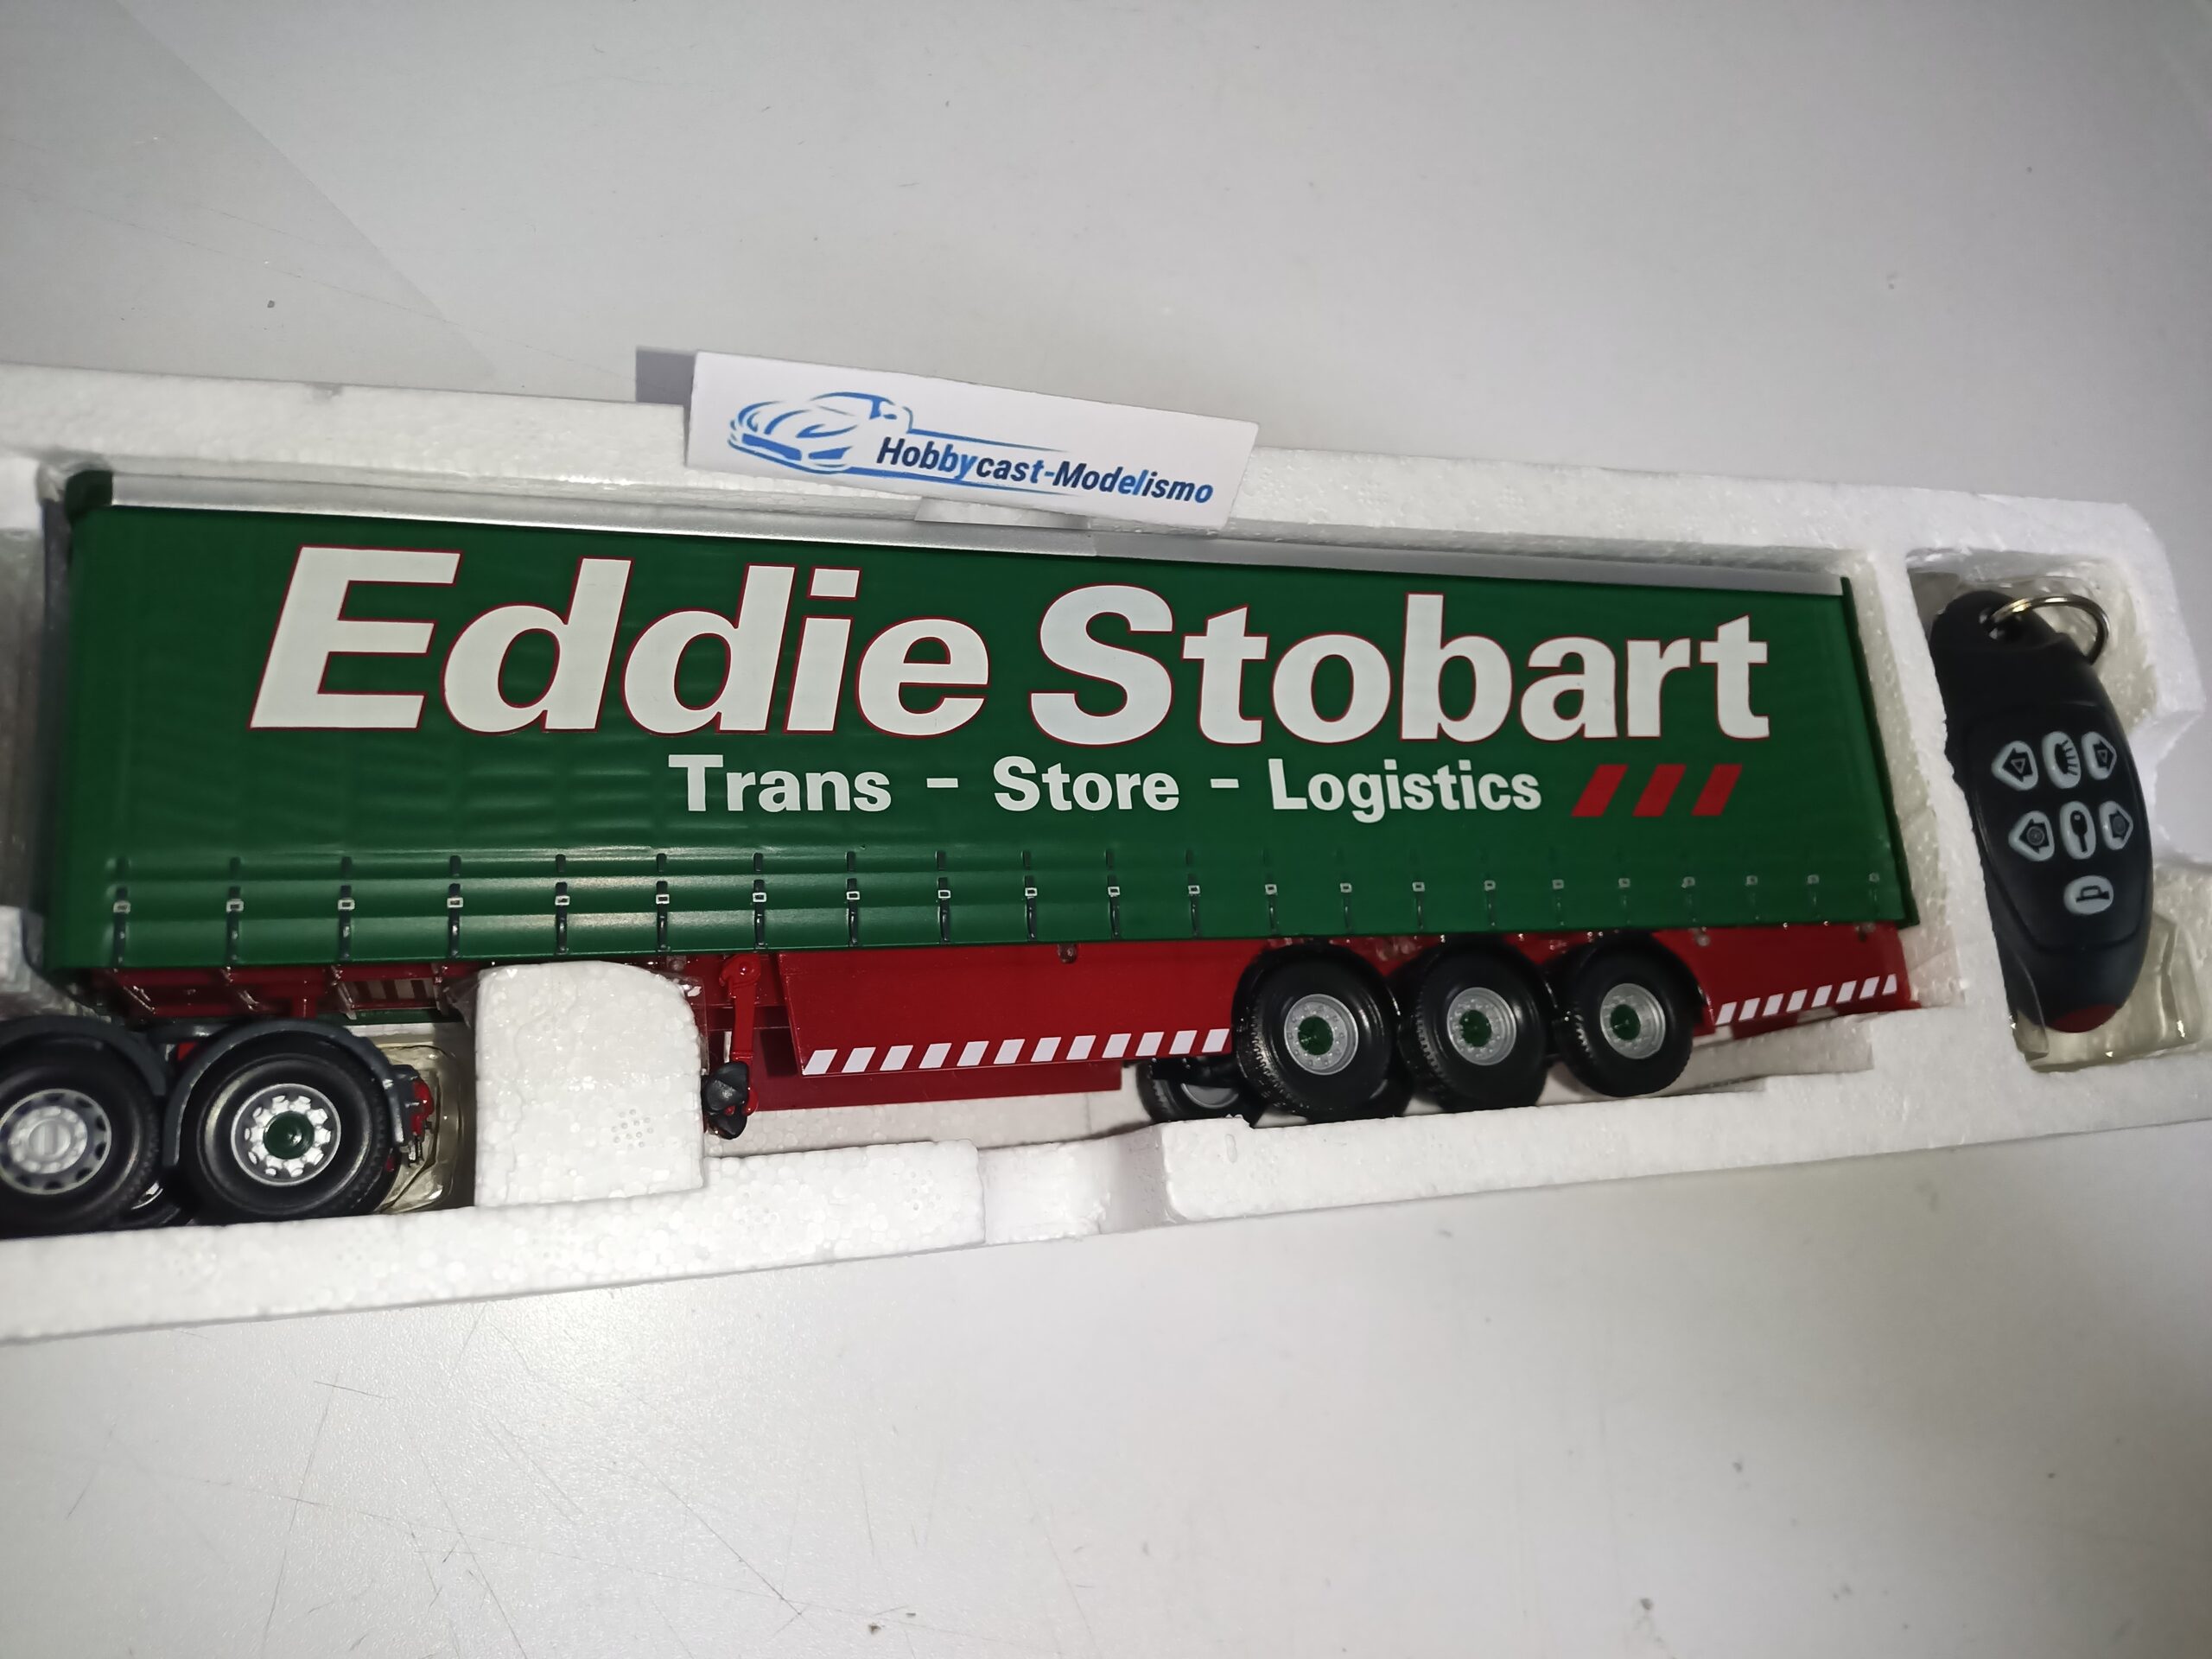 Hobbycast-Modelismo
Eddie Stobart
Trans - Store - Logistics